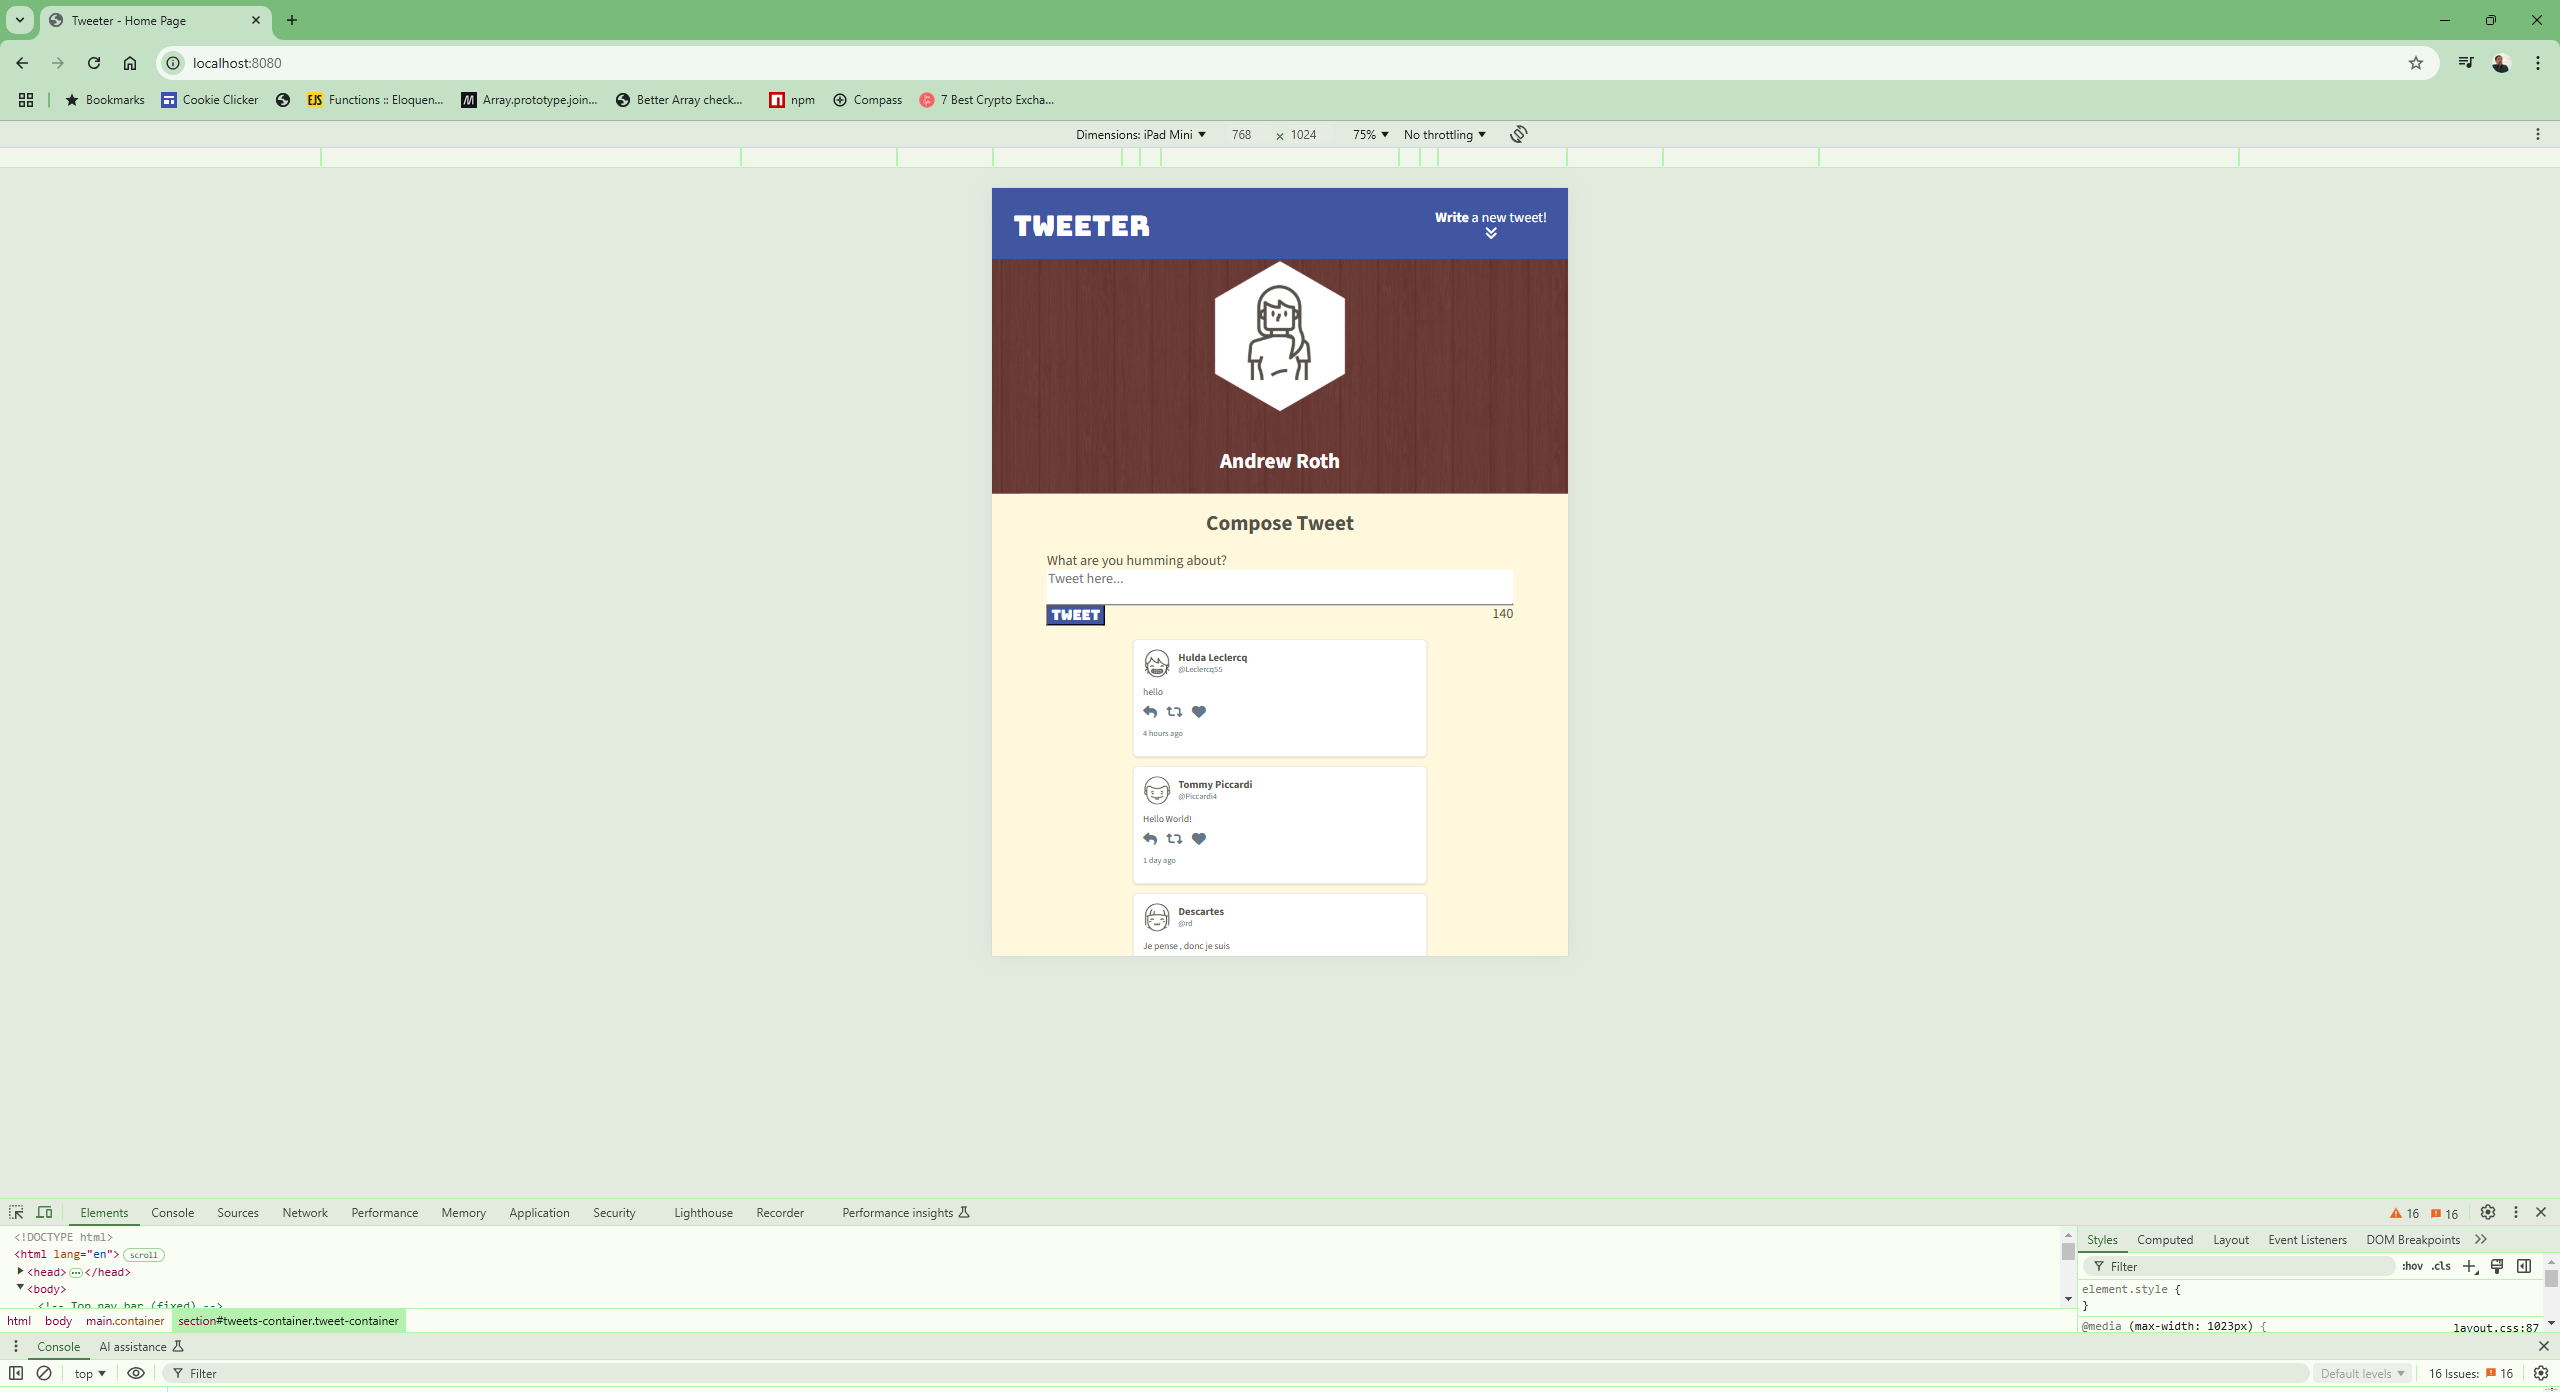 Tweeter - Home Page
localhost:8080
Bookmarks Cookie Clicker Functions :: Eloquen... Array.prototype.join... Better Array check... npm Compass 7 Best Crypto Excha...
Dimensions: iPad Mini 768 × 1024 75% No throttling
TWEETER
Write a new tweet!
Andrew Roth
Compose Tweet
What are you humming about?
Tweet here...
TWEET 140
Hulda Leclercq
@Leclercq55
hello
4 hours ago
Tommy Piccardi
@Piccardi4
Hello World!
1 day ago
Descartes
@rd
Je pense , donc je suis
Elements Console Sources Network Performance Memory Application Security Lighthouse Recorder Performance insights 16 16
<!DOCTYPE html>
<html lang="en"> scroll
<head> ... </head>
<body>
<!-- Top nav bar (fixed) -->
html body main.container section#tweets-container.tweet-container
Styles Computed Layout Event Listeners DOM Breakpoints
Filter :hov .cls
element.style {
}
@media (max-width: 1023px) { layout.css:87
Console AI assistance
top Filter Default levels 16 Issues: 16